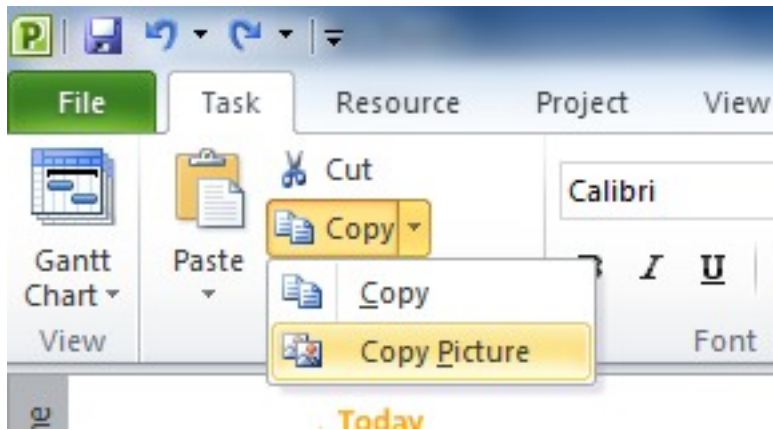 P
File Task Resource Project View
Cut
Calibri
Copy
Gantt Chart
Paste
I U
Copy
View
Copy Picture
Font
Today